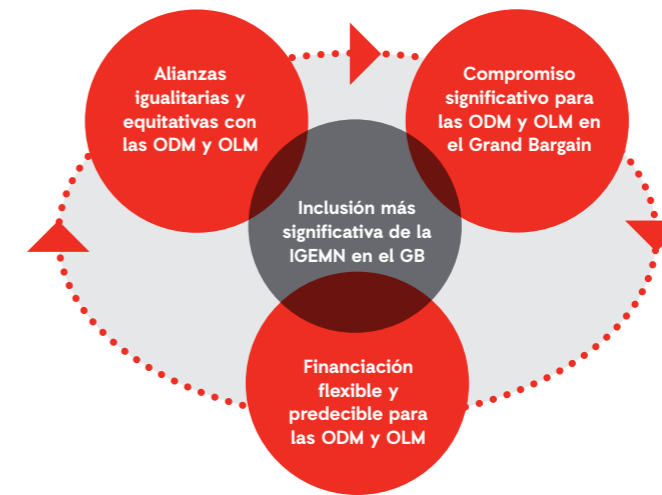 Alianzas
igualitarias y
equitativas con
las ODM y OLM
Compromiso
significativo para
las ODM y OLM en
el Grand Bargain
Inclusión más
significativa de la
IGEMN en el GB
Financiación
flexible y
predecible para
las ODM y OLM